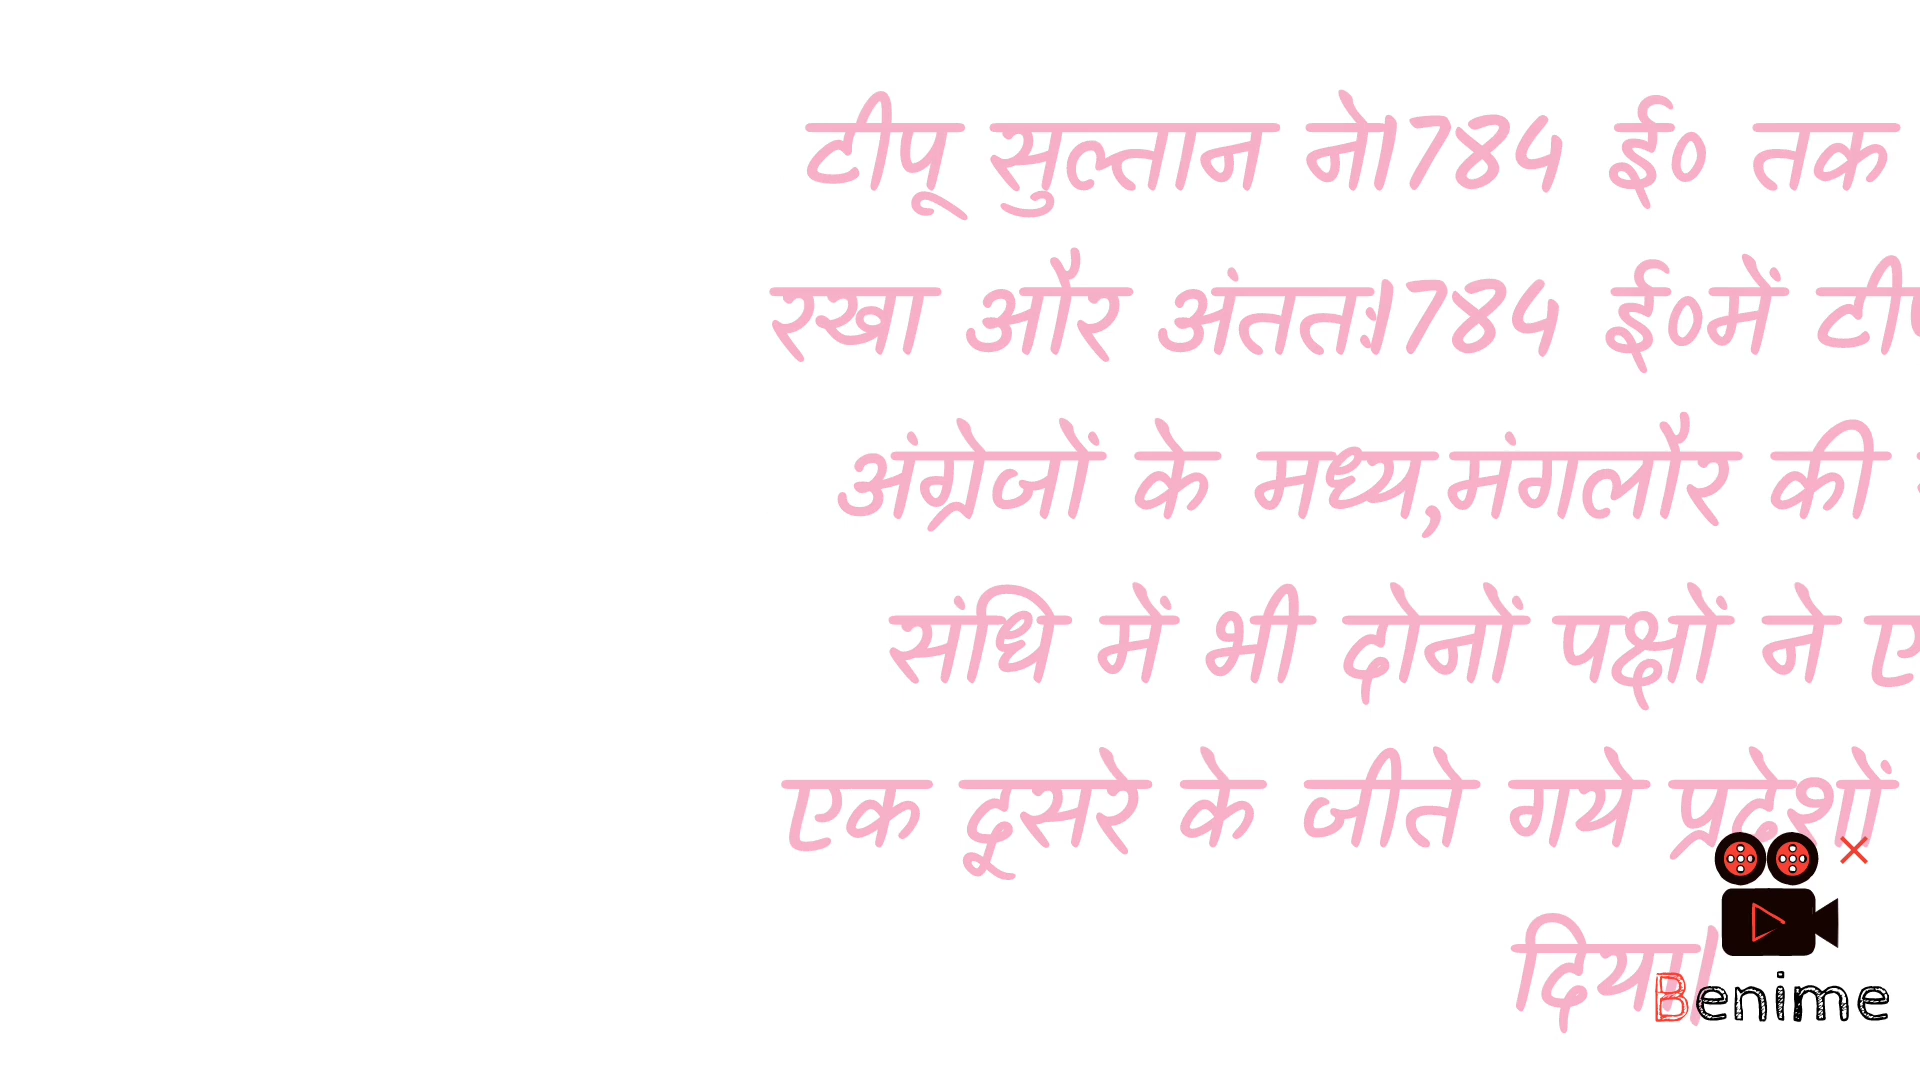 टीपू सुल्तान ने1784 ई० तक
रखा और अंततः1784 ई०में
अंग्रेजों के मध्य,मंगलौर की
संधि में भी दोनों पक्षों ने
एक दूसरे के जीते गये प्रदेशों
दिया।
Benime